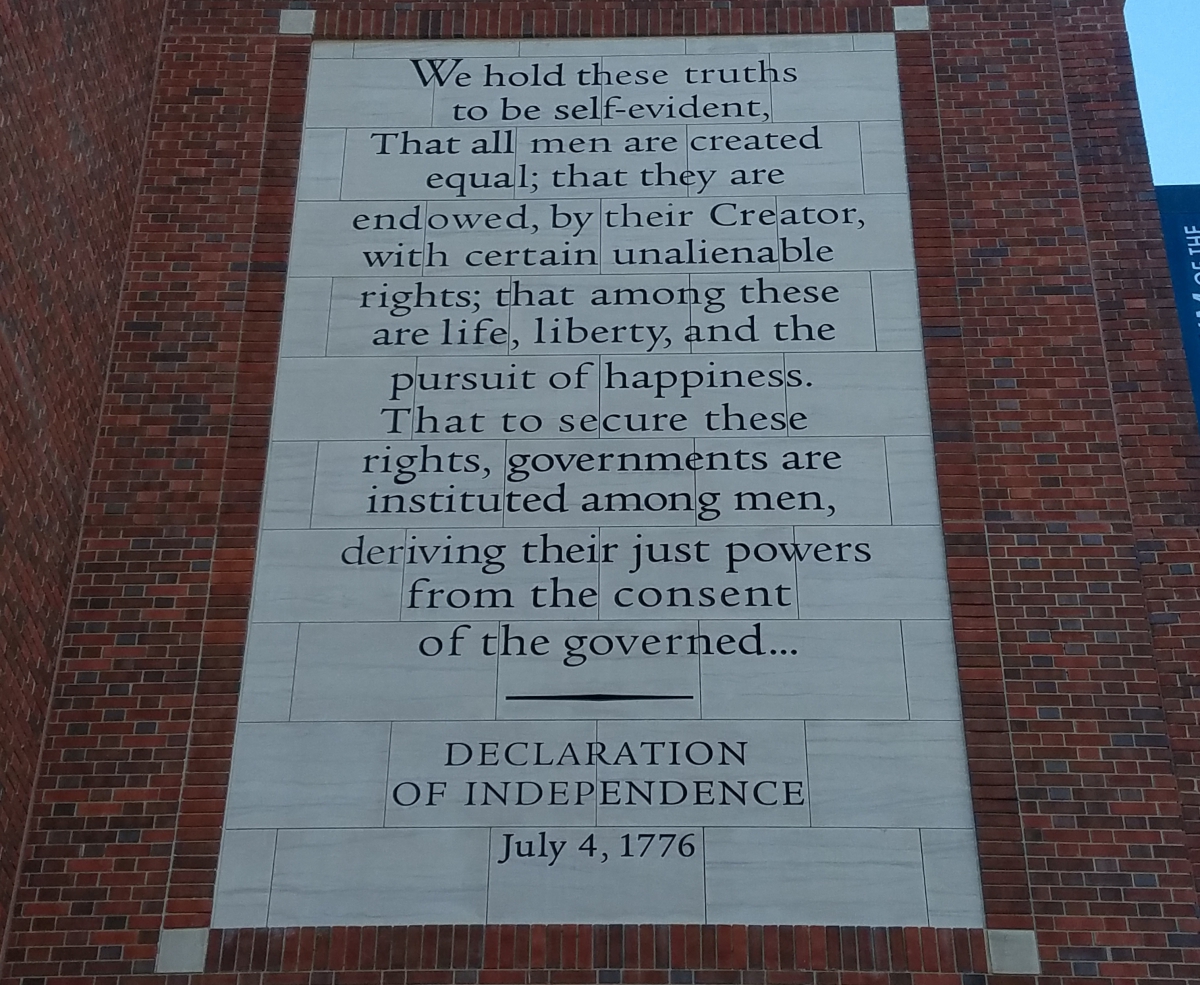 We hold these truths
to be self-evident,
That all men are created
equal; that they are
endowed, by their Creator,
with certain unalienable
rights; that among these
are life, liberty, and the
pursuit of happiness.
That to secure these
rights, governments are
instituted among men,
deriving their just powers
from the consent
of the governed...
DECLARATION
OF INDEPENDENCE
July 4, 1776
OF THE